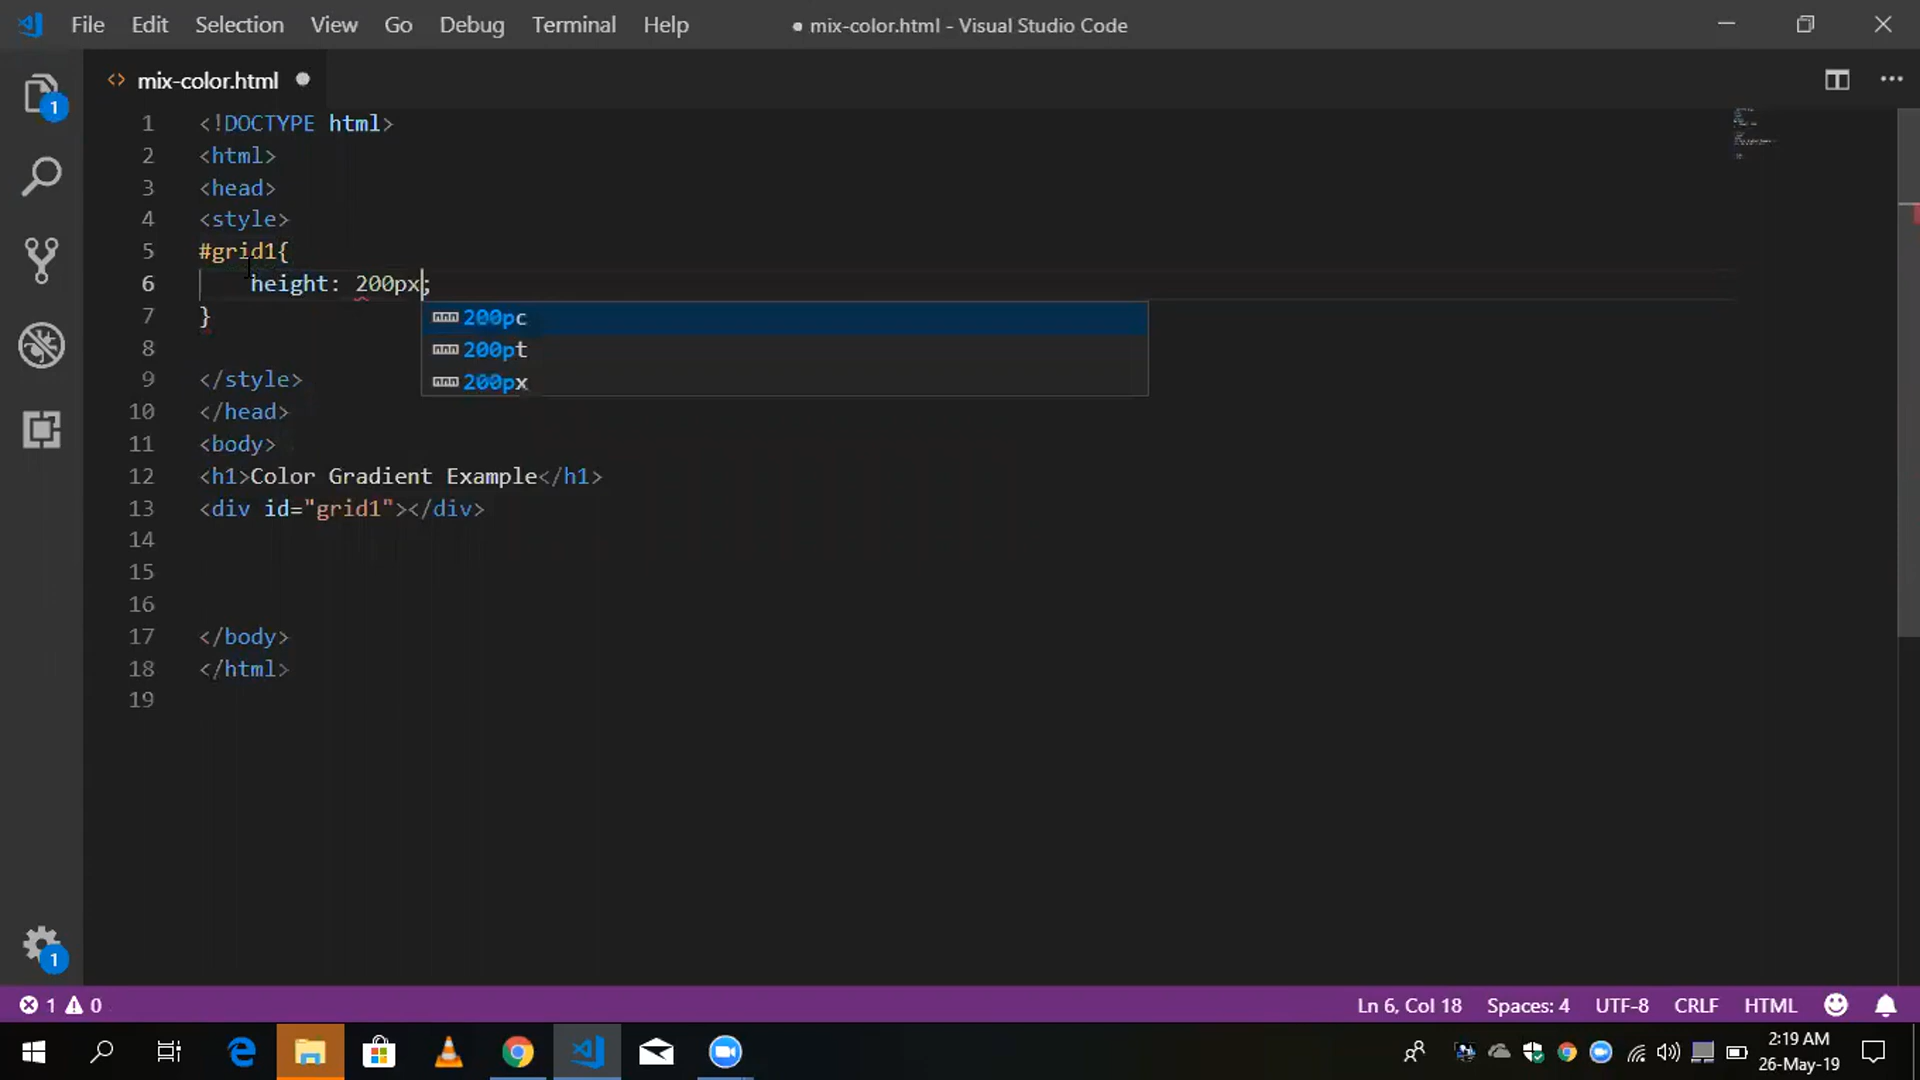 File Edit Selection View Go Debug Terminal Help ● mix-color.html - Visual Studio Code
1 <> mix-color.html ●
1 <!DOCTYPE html>
2 <html>
3 <head>
4 <style>
5 #grid1{
6     height: 200px;
200pc
7 }
200pt
8
200px
9 </style>
10 </head>
11 <body>
12 <h1>Color Gradient Example</h1>
13 <div id="grid1"></div>
14
15
16
17 </body>
18 </html>
19
1
1 0 Ln 6, Col 18 Spaces: 4 UTF-8 CRLF HTML
2:19 AM
26-May-19